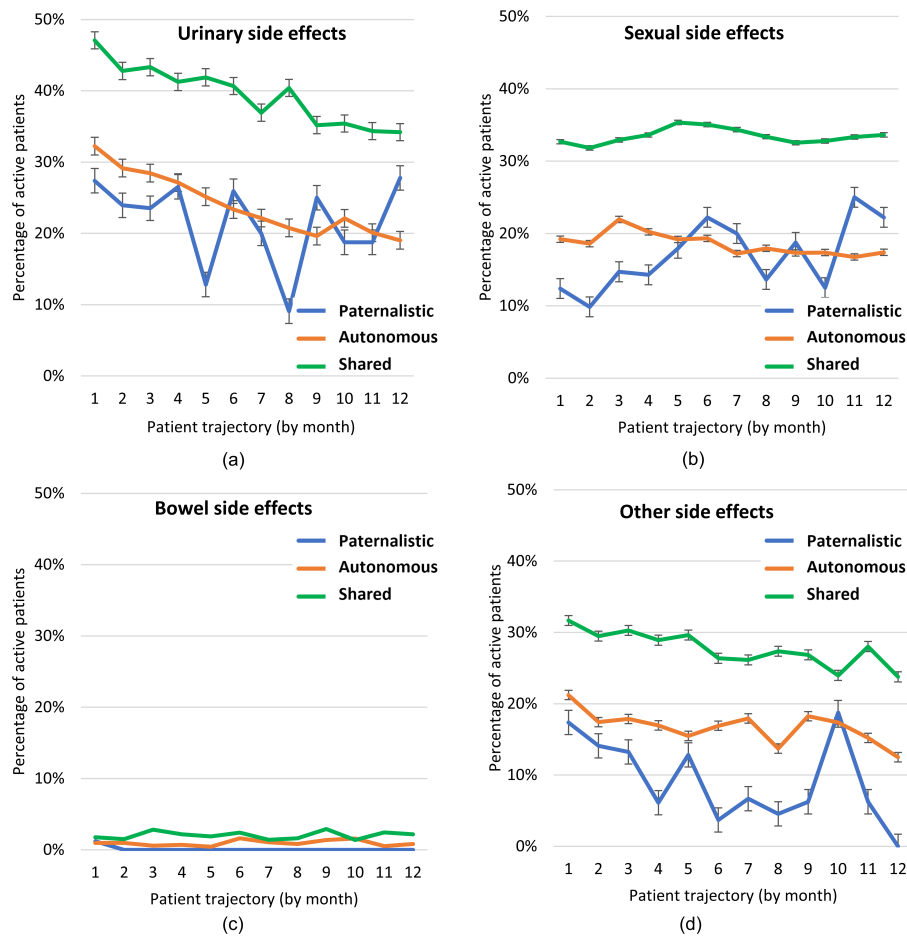 Urinary side effects
50%
40%
30%
20%
10%
0%
Percentage of active patients
Paternalistic
Autonomous
Shared
1 2 3 4 5 6 7 8 9 10 11 12
Patient trajectory (by month)
(a)
Sexual side effects
50%
40%
30%
20%
10%
0%
Percentage of active patients
Paternalistic
Autonomous
Shared
1 2 3 4 5 6 7 8 9 10 11 12
Patient trajectory (by month)
(b)
Bowel side effects
50%
40%
30%
20%
10%
0%
Percentage of active patients
Paternalistic
Autonomous
Shared
1 2 3 4 5 6 7 8 9 10 11 12
Patient trajectory (by month)
(c)
Other side effects
50%
40%
30%
20%
10%
0%
Percentage of active patients
Paternalistic
Autonomous
Shared
1 2 3 4 5 6 7 8 9 10 11 12
Patient trajectory (by month)
(d)